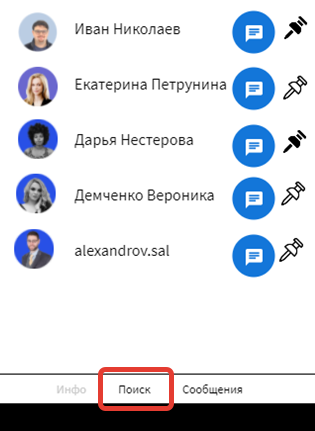 Иван Николаев
Екатерина Петрунина
Дарья Нестерова
Демченко Вероника
alexandrov.sal
Инфо Поиск Сообщения